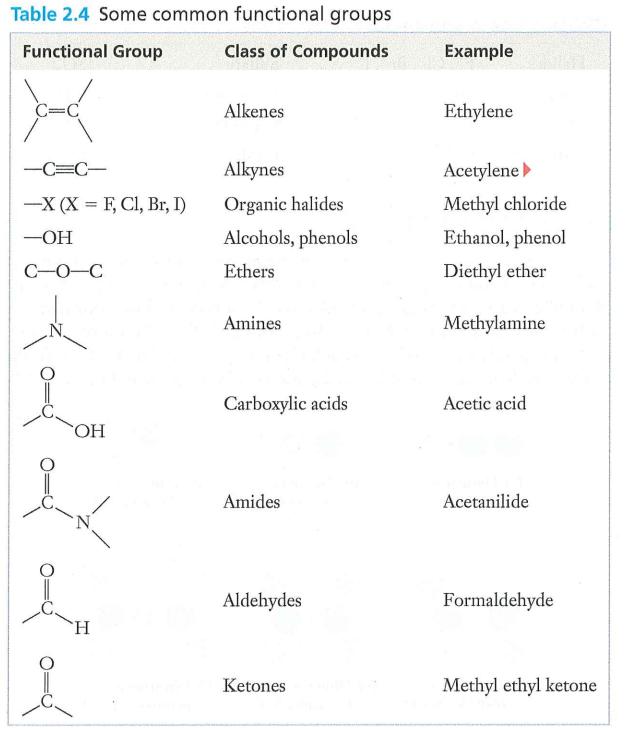 Table 2.4 Some common functional groups
Functional Group Class of Compounds Example
C=C Alkenes Ethylene
—C≡C— Alkynes Acetylene
—X (X = F, Cl, Br, I) Organic halides Methyl chloride
—OH Alcohols, phenols Ethanol, phenol
C—O—C Ethers Diethyl ether
N Amines Methylamine
O
C Carboxylic acids Acetic acid
OH
O
C Amides Acetanilide
N
O
C Aldehydes Formaldehyde
H
O
C Ketones Methyl ethyl ketone